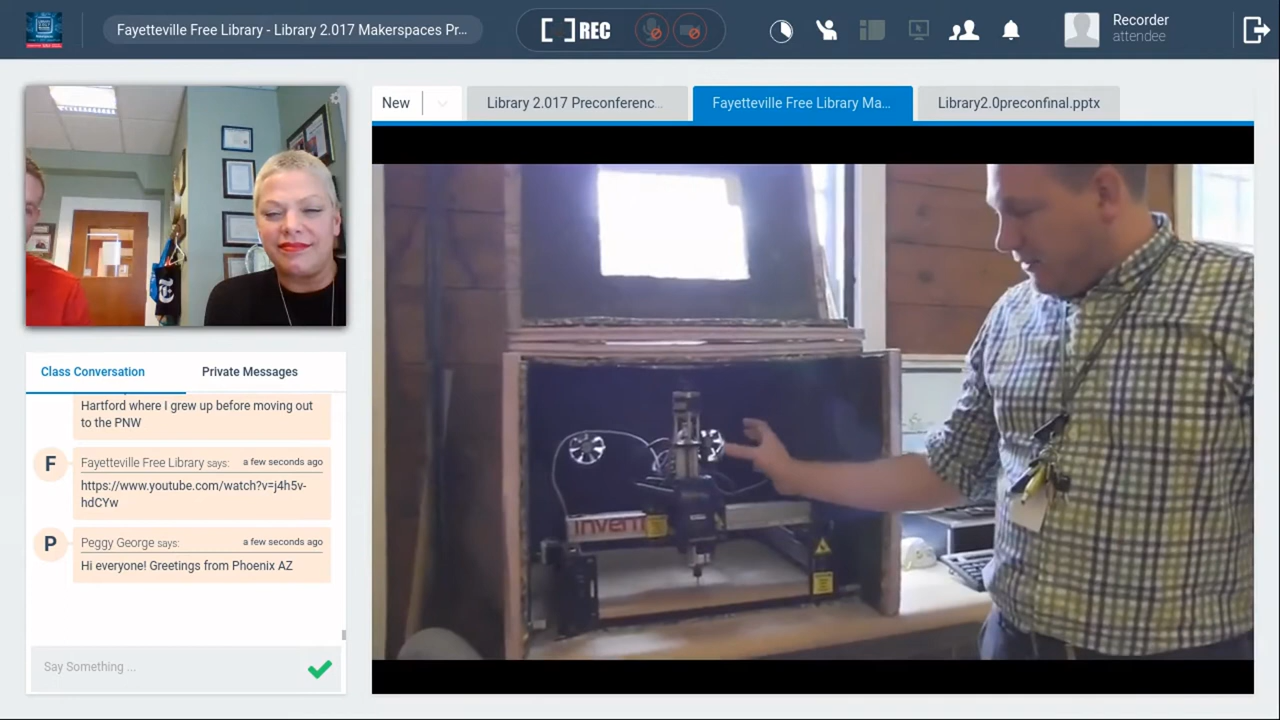 Fayetteville Free Library - Library 2.017 Makerspaces Pr...
REC
Recorder
attendee
New
Library 2.017 Preconferenc...
Fayetteville Free Library Ma...
Library2.0preconfinal.pptx
Class Conversation
Private Messages
Hartford where I grew up before moving out
to the PNW
F
Fayetteville Free Library says:
a few seconds ago
https://www.youtube.com/watch?v=j4h5v-
hdCYw
P
Peggy George says:
a few seconds ago
Hi everyone! Greetings from Phoenix AZ
Say Something ...
invent